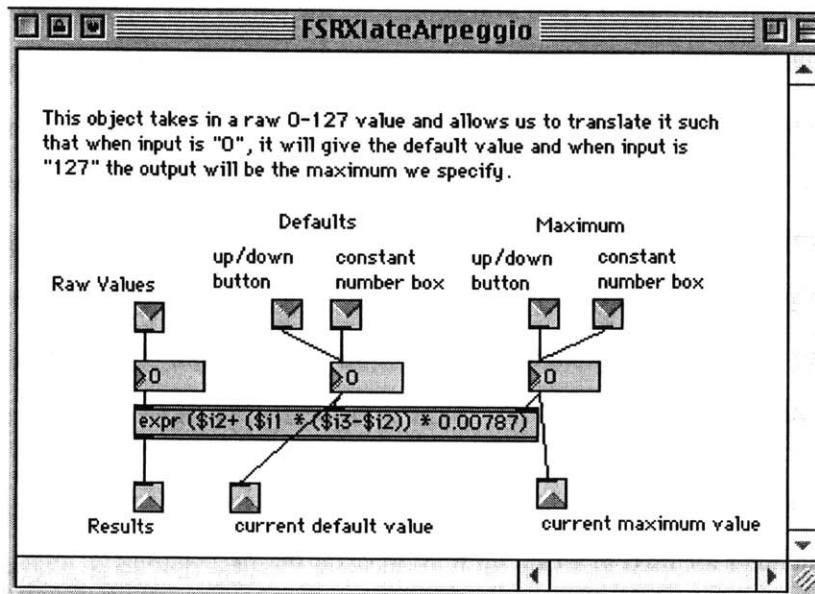 FSRXlateArpeggio
This object takes in a raw 0-127 value and allows us to translate it such
that when input is "0", it will give the default value and when input is
"127" the output will be the maximum we specify.
Defaults
Maximum
up/down
button
constant
number box
up/down
button
constant
number box
Raw Values
0
0
0
expr ($i2+ ($i1 * ($i3-$i2)) * 0.00787)
Results
current default value
current maximum value